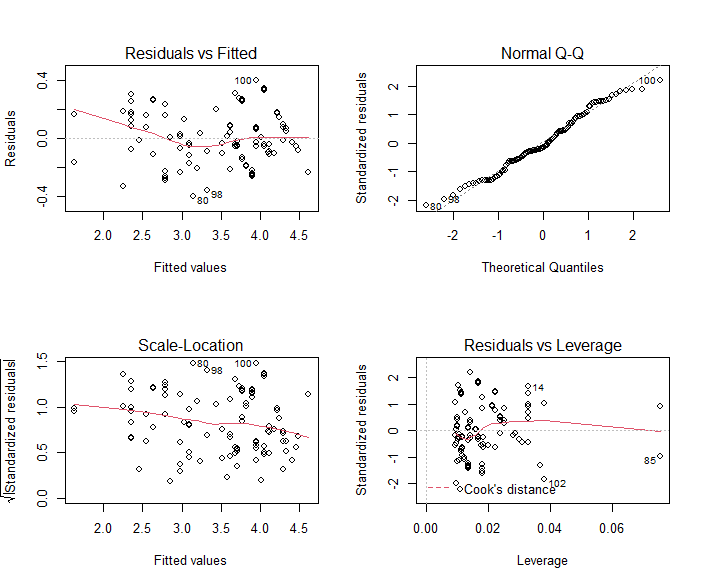 Residuals vs Fitted
Residuals
0.4
0.0
-0.4
100
98
80
2.0 2.5 3.0 3.5 4.0 4.5
Fitted values
Normal Q-Q
Standardized residuals
2
1
0
-1
-2
100
98
80
-2 -1 0 1 2
Theoretical Quantiles
Scale-Location
√|Standardized residuals|
1.5
1.0
0.5
0.0
80
98
100
2.0 2.5 3.0 3.5 4.0 4.5
Fitted values
Residuals vs Leverage
Standardized residuals
2
1
0
-1
-2
14
85
102
Cook's distance
0.00 0.02 0.04 0.06
Leverage